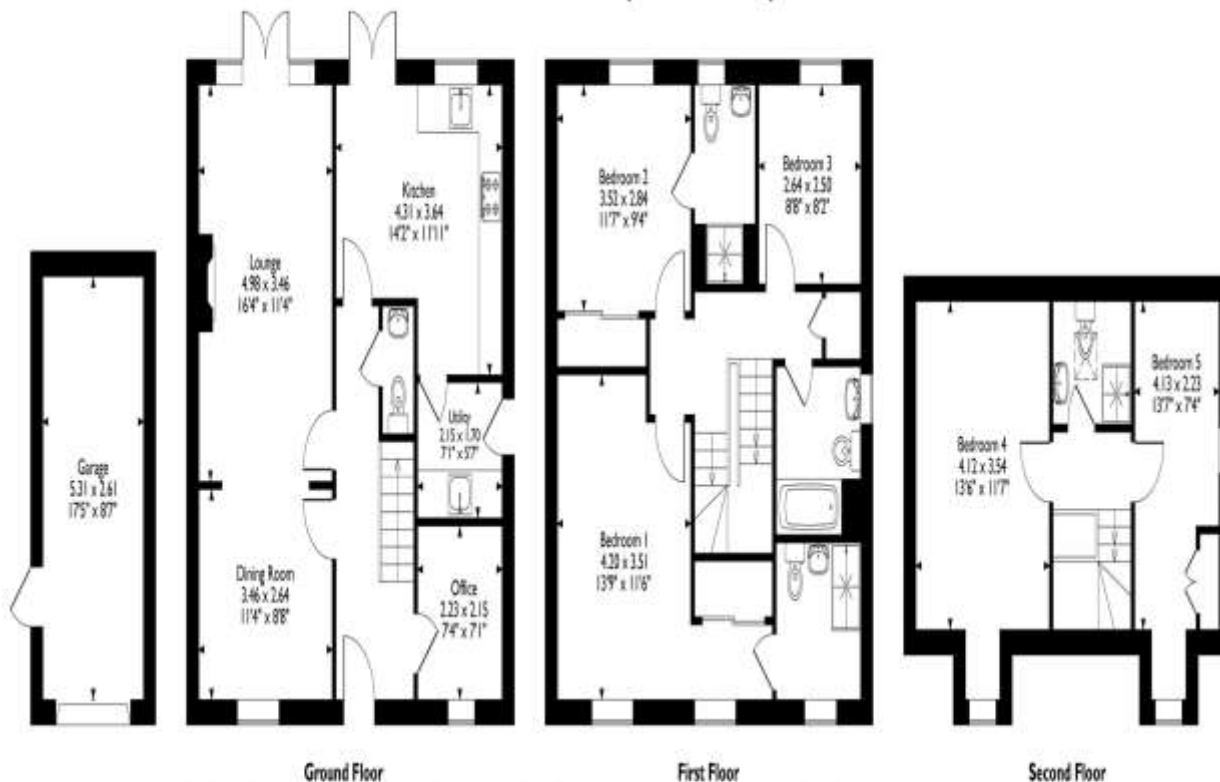 Garage
5.31 x 2.61
17'5" x 8'7"
Lounge
4.98 x 3.46
16'4" x 11'4"
Dining Room
3.46 x 2.64
11'4" x 8'8"
Kitchen
4.31 x 3.64
14'2" x 11'11"
Utility
2.15 x 1.70
7'1" x 5'7"
Office
2.23 x 2.15
7'4" x 7'1"
Ground Floor
Bedroom 2
3.52 x 2.84
11'7" x 9'4"
Bedroom 3
2.64 x 2.50
8'8" x 8'2"
Bedroom 1
4.20 x 3.51
13'9" x 11'6"
First Floor
Bedroom 4
4.12 x 3.54
13'6" x 11'7"
Bedroom 5
4.13 x 2.23
13'7" x 7'4"
Second Floor